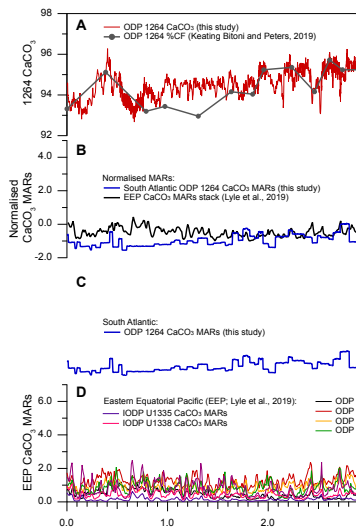 A
ODP 1264 CaCO₃ (this study)
ODP 1264 %CF (Keating Bitoni and Peters, 2019)
1264 CaCO₃
98
96
94
92
B
Normalised MARs:
South Atlantic ODP 1264 CaCO₃ MARs (this study)
EEP CaCO₃ MARs stack (Lyle et al., 2019)
Normalised
CaCO₃ MARs
4.0
2.0
0.0
-2.0
C
South Atlantic:
ODP 1264 CaCO₃ MARs (this study)
D
Eastern Equatorial Pacific (EEP; Lyle et al., 2019):
IODP U1335 CaCO₃ MARs
IODP U1338 CaCO₃ MARs
ODP
ODP
ODP
ODP
EEP CaCO₃ MARs
6.0
4.0
2.0
0.0
0.0
1.0
2.0